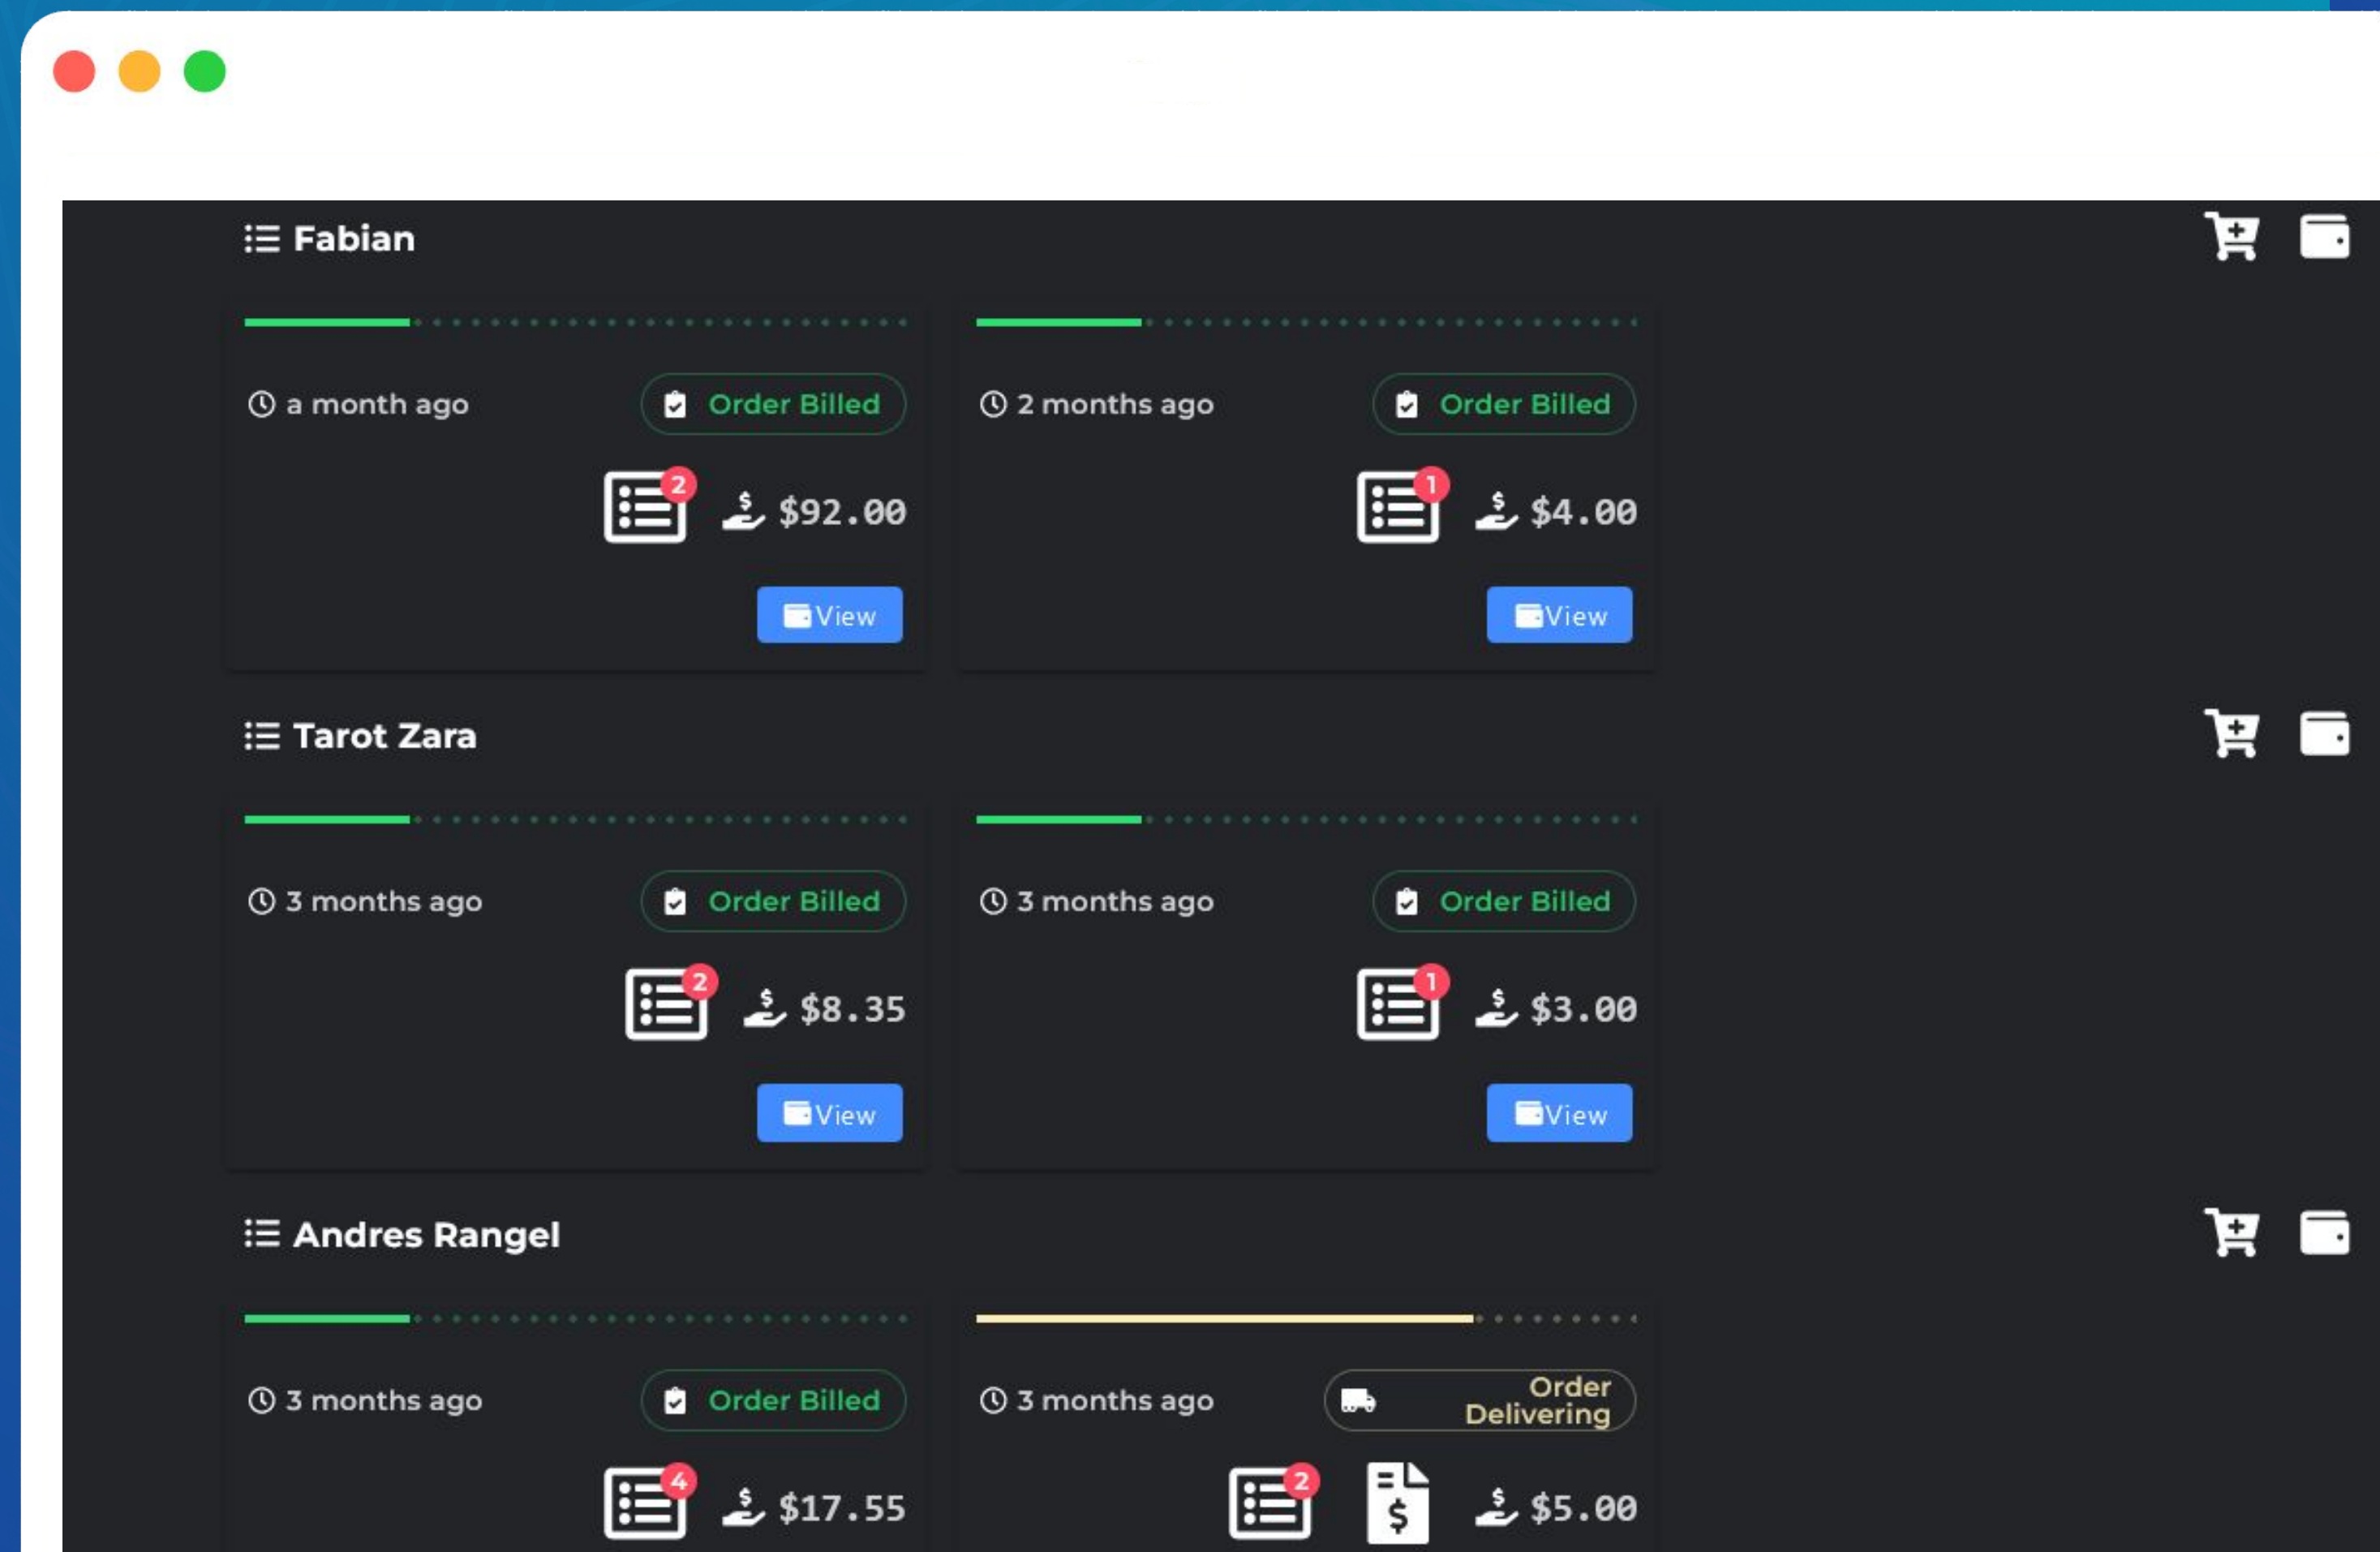 Fabian
a month ago
Order Billed
2
$92.00
View
2 months ago
Order Billed
1
$4.00
View
Tarot Zara
3 months ago
Order Billed
2
$8.35
View
3 months ago
Order Billed
1
$3.00
View
Andres Rangel
3 months ago
Order Billed
4
$17.55
3 months ago
Order
Delivering
2
$5.00